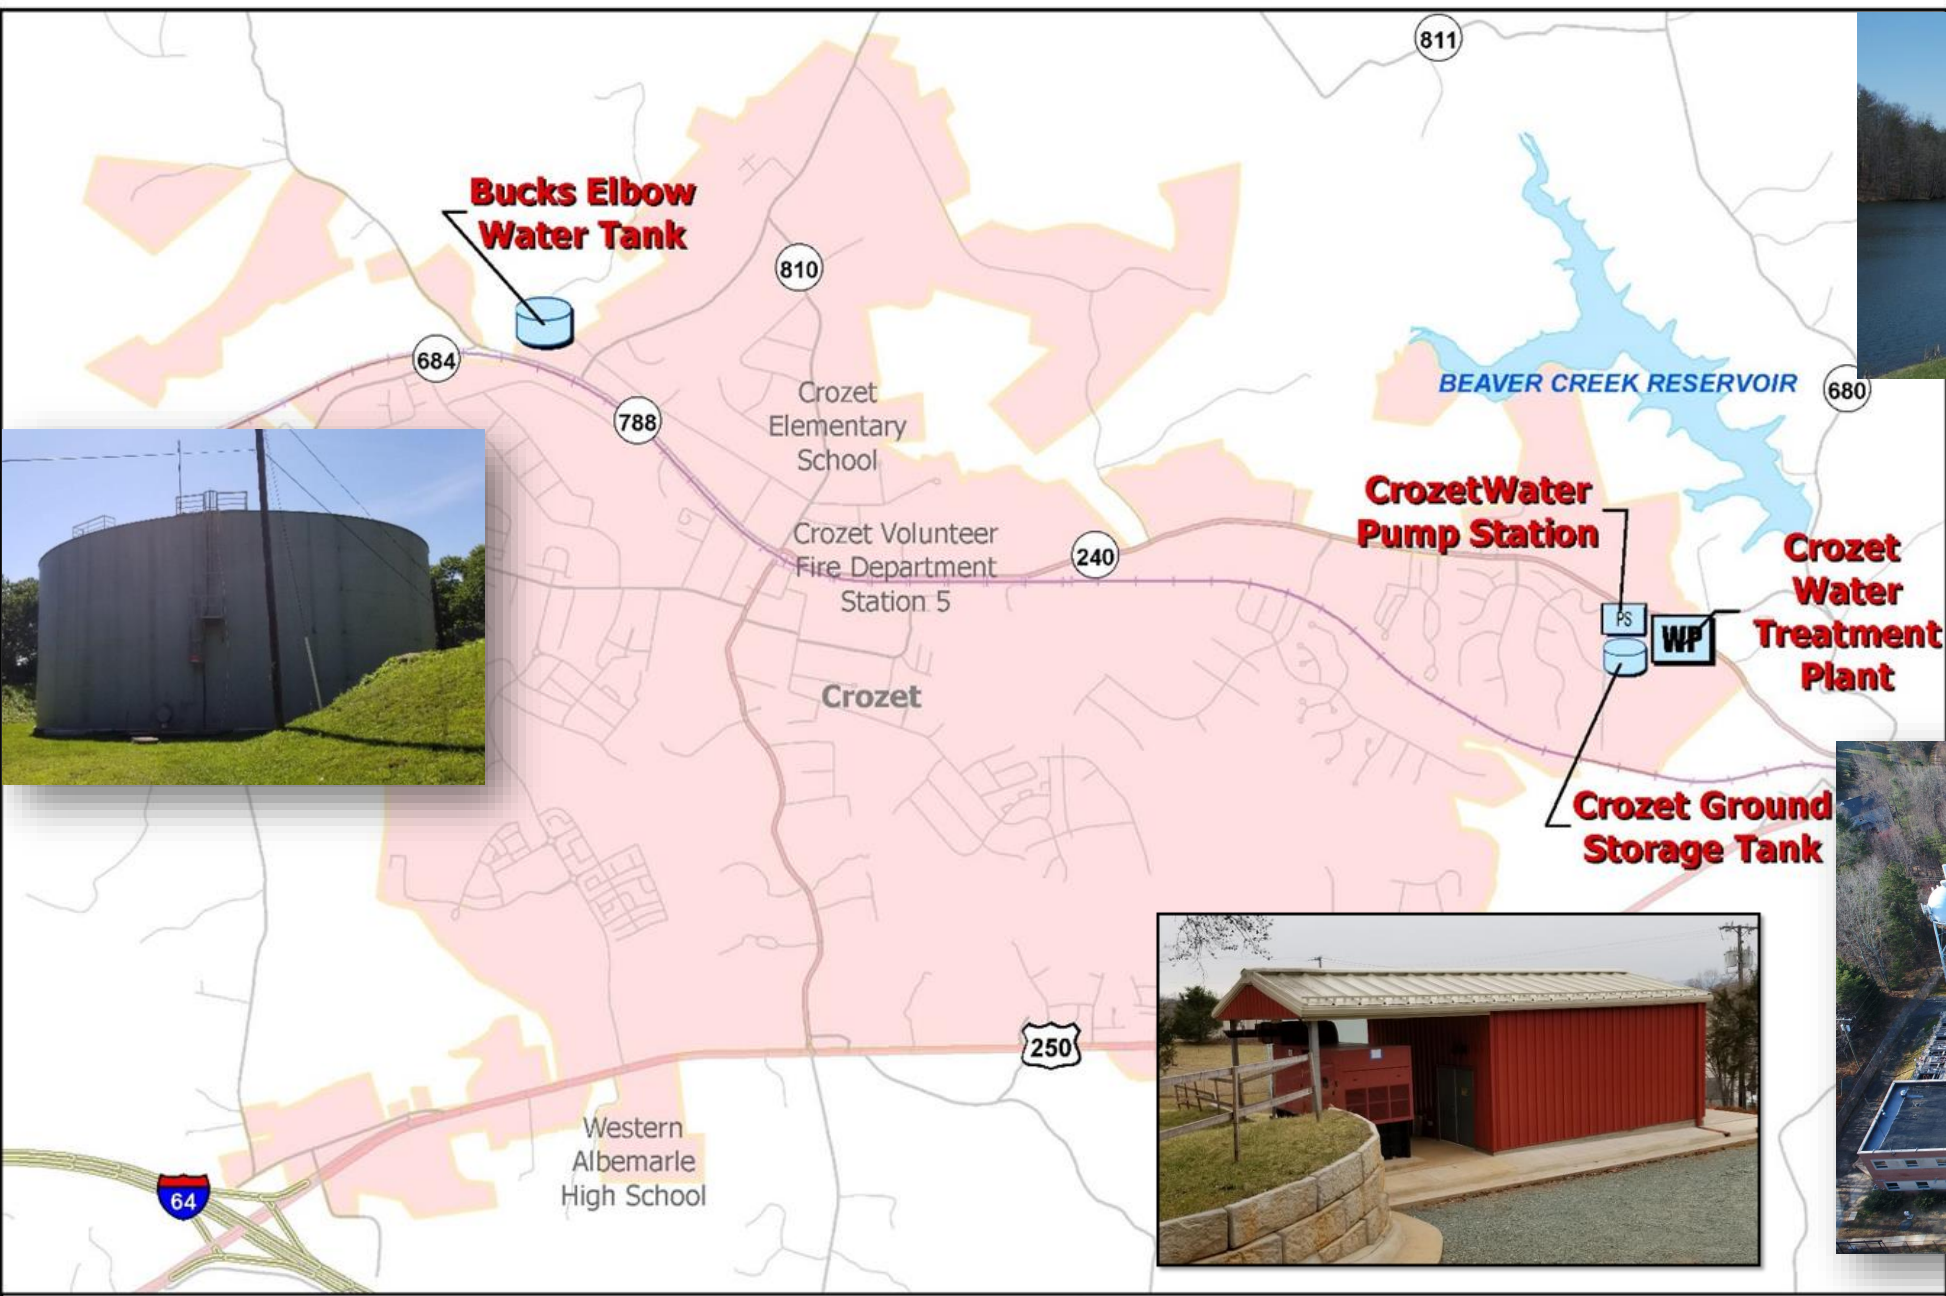 811
Bucks Elbow
Water Tank
810
684
788
BEAVER CREEK RESERVOIR
680
Crozet
Elementary
School
CrozetWater
Pump Station
Crozet Volunteer
Fire Department
Station 5
240
Crozet
Water
Treatment
Plant
PS
WP
Crozet
Crozet Ground
Storage Tank
250
Western
Albemarle
High School
64